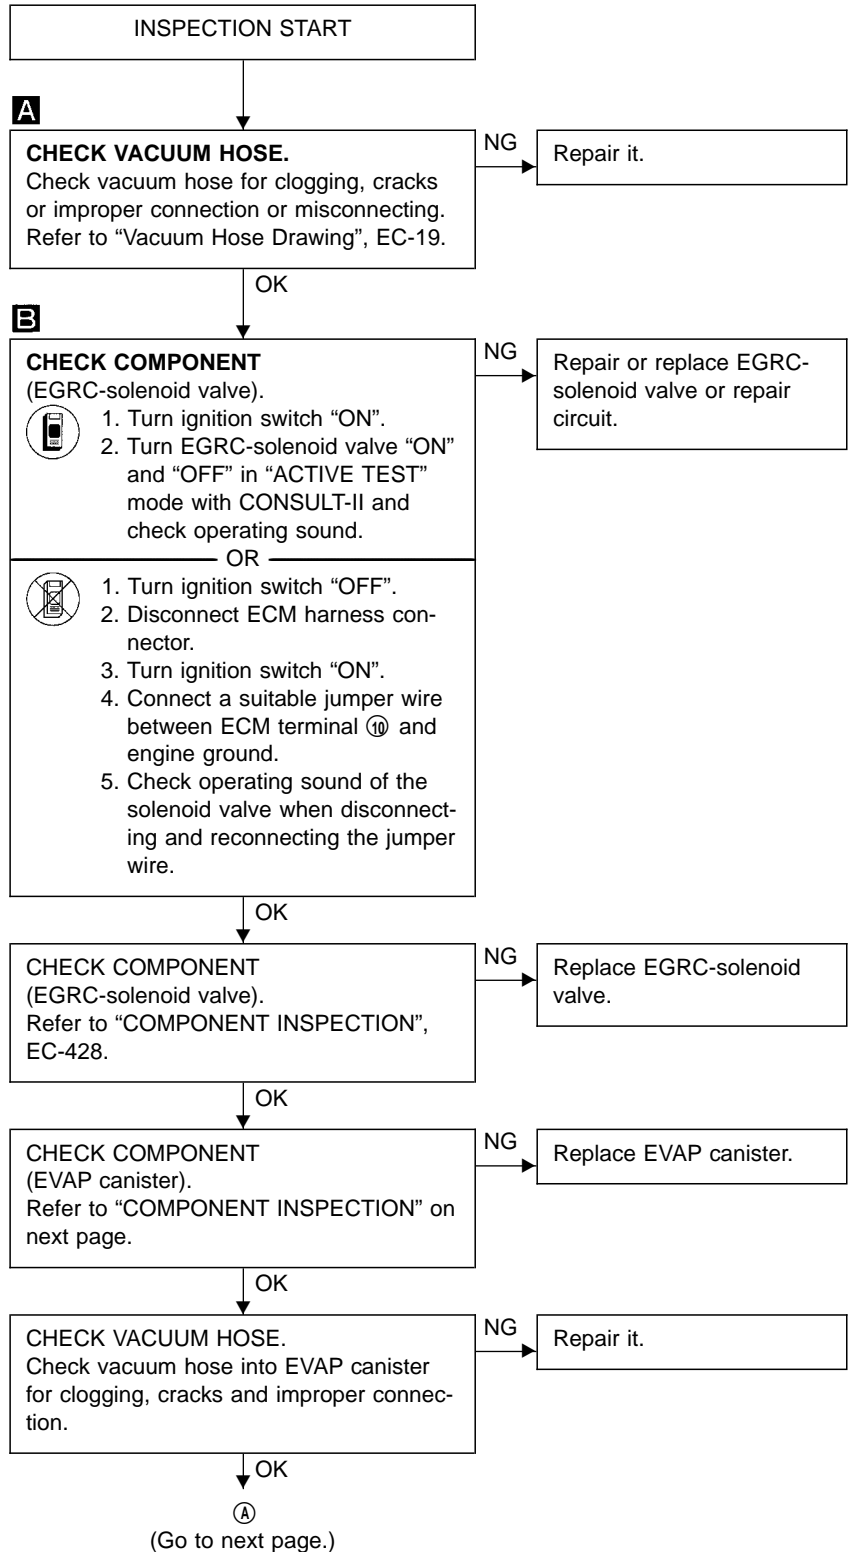 INSPECTION START
A
CHECK VACUUM HOSE.
Check vacuum hose for clogging, cracks
or improper connection or misconnecting.
Refer to “Vacuum Hose Drawing”, EC-19.
NG
Repair it.
OK
B
CHECK COMPONENT
(EGRC-solenoid valve).
1. Turn ignition switch “ON”.
2. Turn EGRC-solenoid valve “ON”
and “OFF” in “ACTIVE TEST”
mode with CONSULT-II and
check operating sound.
OR
1. Turn ignition switch “OFF”.
2. Disconnect ECM harness con-
nector.
3. Turn ignition switch “ON”.
4. Connect a suitable jumper wire
between ECM terminal ⑩ and
engine ground.
5. Check operating sound of the
solenoid valve when disconnect-
ing and reconnecting the jumper
wire.
NG
Repair or replace EGRC-
solenoid valve or repair
circuit.
OK
CHECK COMPONENT
(EGRC-solenoid valve).
Refer to “COMPONENT INSPECTION”,
EC-428.
NG
Replace EGRC-solenoid
valve.
OK
CHECK COMPONENT
(EVAP canister).
Refer to “COMPONENT INSPECTION” on
next page.
NG
Replace EVAP canister.
OK
CHECK VACUUM HOSE.
Check vacuum hose into EVAP canister
for clogging, cracks and improper connec-
tion.
NG
Repair it.
OK
Ⓐ
(Go to next page.)